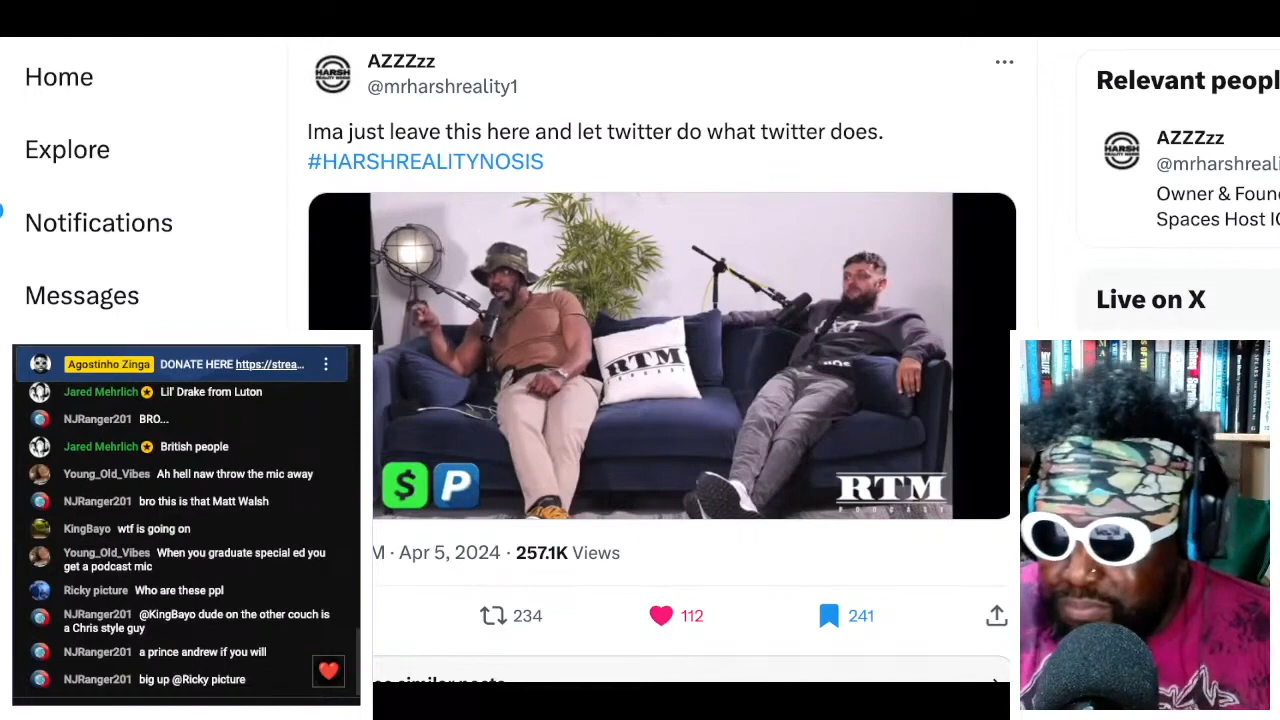 Home
Explore
Notifications
Messages
AZZZzz
@mrharshreality1
Ima just leave this here and let twitter do what twitter does.
#HARSHREALITYNOSIS
RTM
PODCAST
$
P
RTM
PODCAST
M · Apr 5, 2024 · 257.1K Views
234
112
241
Relevant peopl
AZZZzz
@mrharshreali
Owner & Foun
Spaces Host I
Live on X
Agostinho Zinga DONATE HERE https://strea...
Jared Mehrlich Lil' Drake from Luton
NJRanger201 BRO...
Jared Mehrlich British people
Young_Old_Vibes Ah hell naw throw the mic away
NJRanger201 bro this is that Matt Walsh
KingBayo wtf is going on
Young_Old_Vibes When you graduate special ed you
get a podcast mic
Ricky picture Who are these ppl
NJRanger201 @KingBayo dude on the other couch is
a Chris style guy
NJRanger201 a prince andrew if you will
NJRanger201 big up @Ricky picture